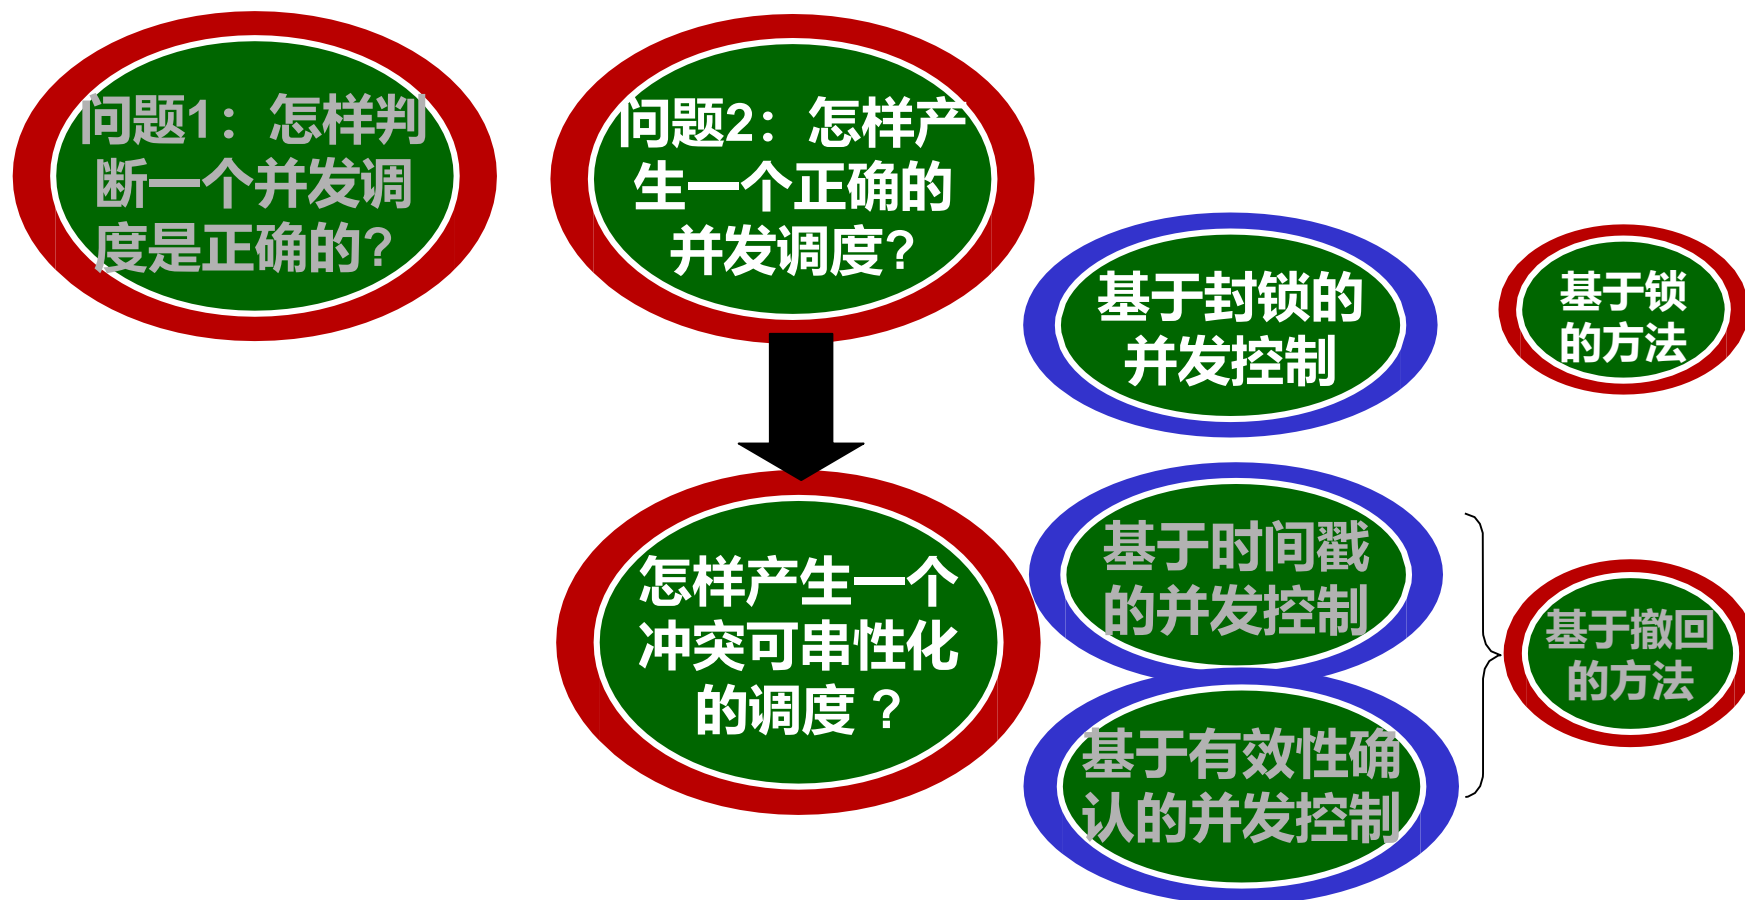 问题1：怎样判
断一个并发调
度是正确的?
问题2：怎样产
生一个正确的
并发调度?
怎样产生一个
冲突可串性化
的调度 ?
基于封锁的
并发控制
基于时间戳
的并发控制
基于有效性确
认的并发控制
基于锁
的方法
基于撤回
的方法